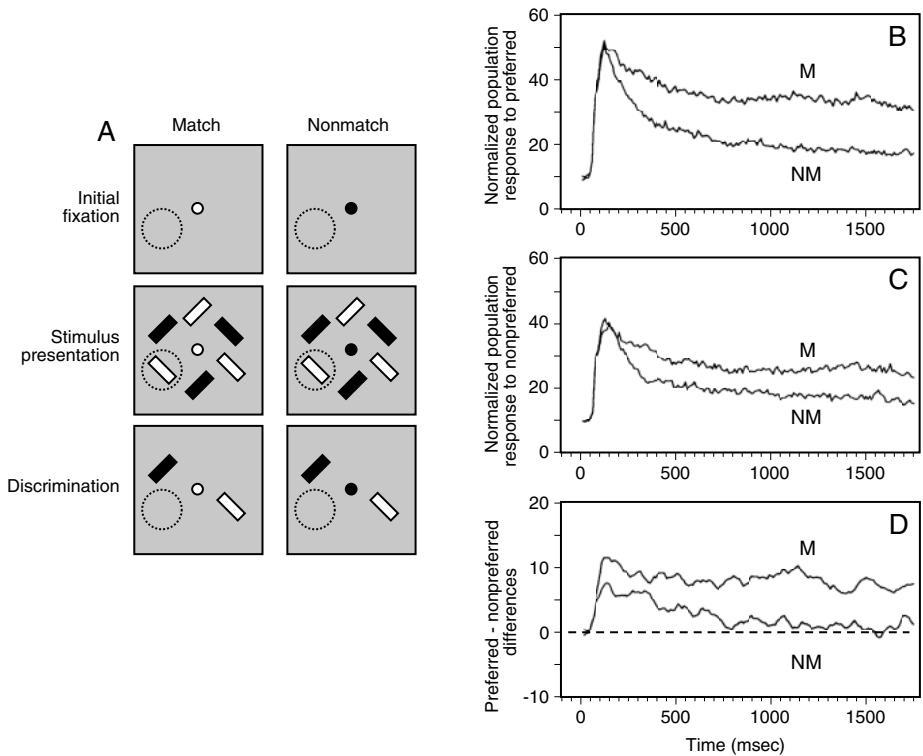 A
Match Nonmatch
Initial
fixation
Stimulus
presentation
Discrimination
B
Normalized population
response to preferred
60
40
20
0
M
NM
0 500 1000 1500
C
Normalized population
response to nonpreferred
60
40
20
0
M
NM
0 500 1000 1500
D
Preferred - nonpreferred
differences
20
10
0
-10
M
NM
0 500 1000 1500
Time (msec)